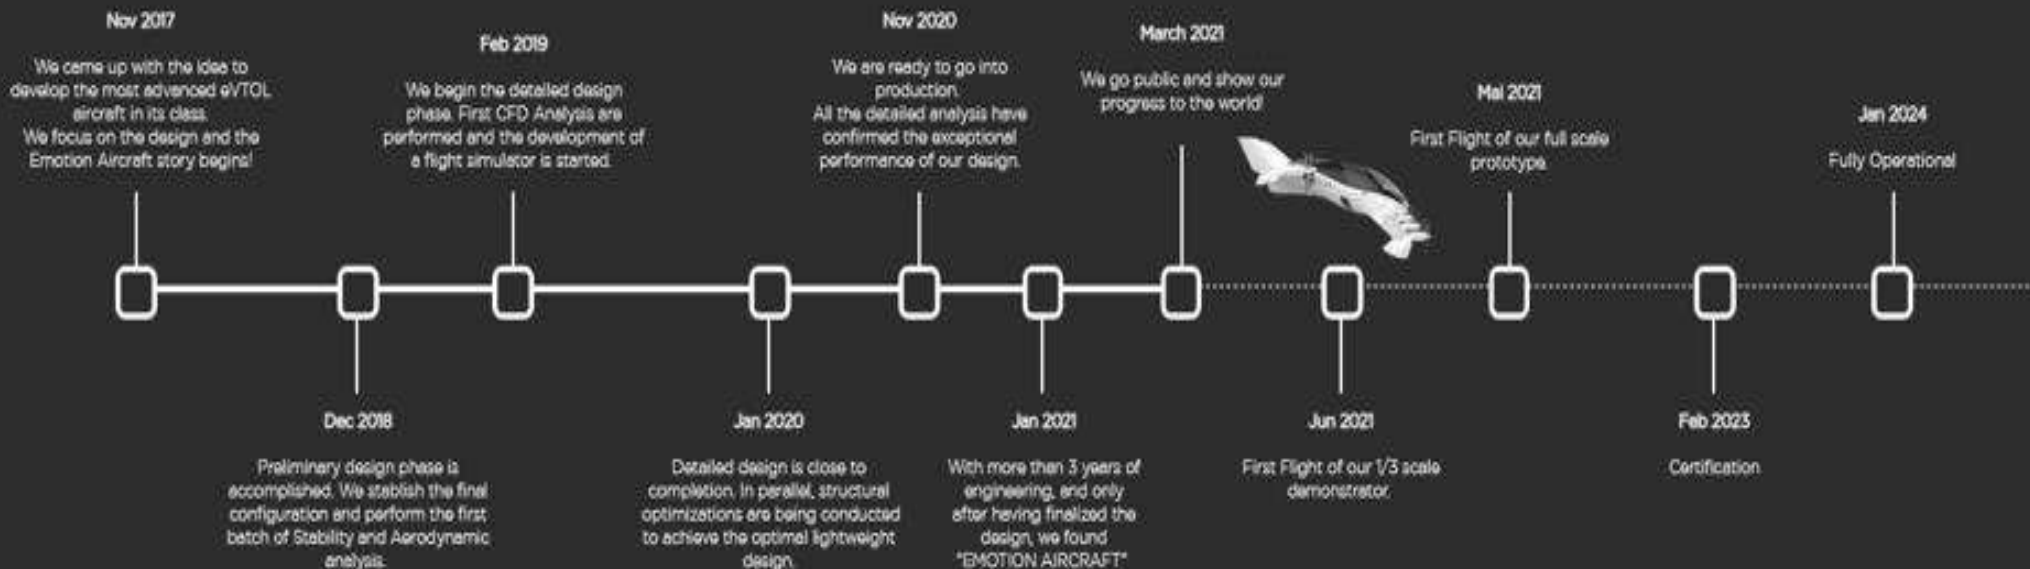 Nov 2017
We came up with the idea to
develop the most advanced eVTOL
aircraft in its class.
We focus on the design and the
Emotion Aircraft story begins!
Dec 2018
Preliminary design phase is
accomplished. We stablish the final
configuration and perform the first
batch of Stability and Aerodynamic
analysis.
Feb 2019
We begin the detailed design
phase. First CFD Analysis are
performed and the development of
a flight simulator is started.
Jan 2020
Detailed design is close to
completion. In parallel, structural
optimizations are being conducted
to achieve the optimal lightweight
design.
Nov 2020
We are ready to go into
production.
All the detailed analysis have
confirmed the exceptional
performance of our design.
Jan 2021
With more than 3 years of
engineering, and only
after having finalized the
design, we found
"EMOTION AIRCRAFT"
March 2021
We go public and show our
progress to the world!
Jun 2021
First Flight of our 1/3 scale
demonstrator.
Mai 2021
First Flight of our full scale
prototype.
Feb 2023
Certification
Jan 2024
Fully Operational